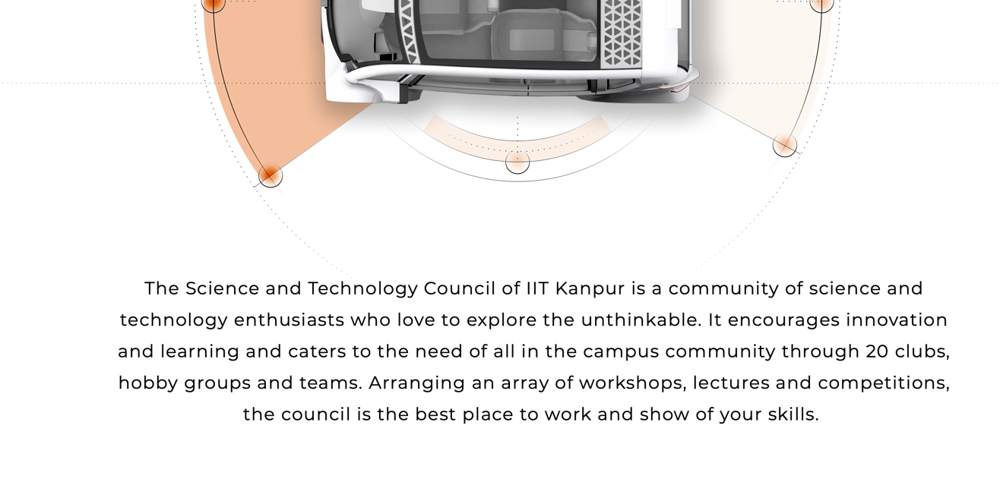 The Science and Technology Council of IIT Kanpur is a community of science and
technology enthusiasts who love to explore the unthinkable. It encourages innovation
and learning and caters to the need of all in the campus community through 20 clubs,
hobby groups and teams. Arranging an array of workshops, lectures and competitions,
the council is the best place to work and show of your skills.